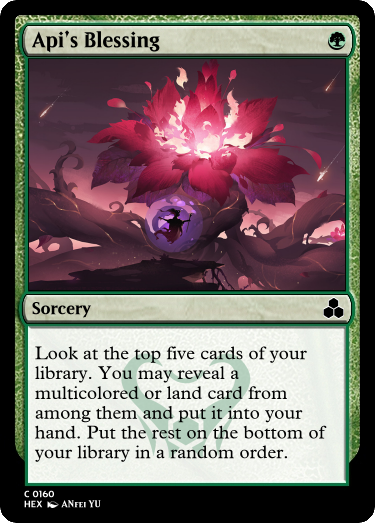 Api's Blessing
Sorcery
Look at the top five cards of your
library. You may reveal a
multicolored or land card from
among them and put it into your
hand. Put the rest on the bottom of
your library in a random order.
C 0160
HEX ANFEI YU